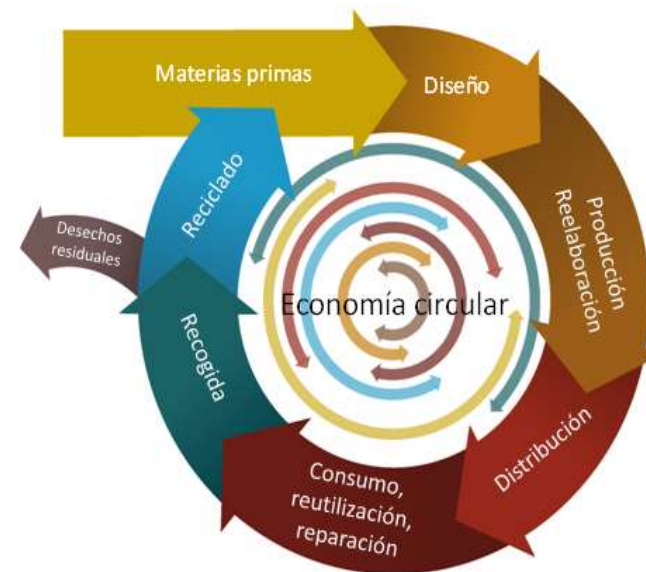 Materias primas
Diseño
Producción
Reelaboración
Distribución
Consumo,
reutilización,
reparación
Recogida
Reciclado
Desechos
residuales
Economía circular